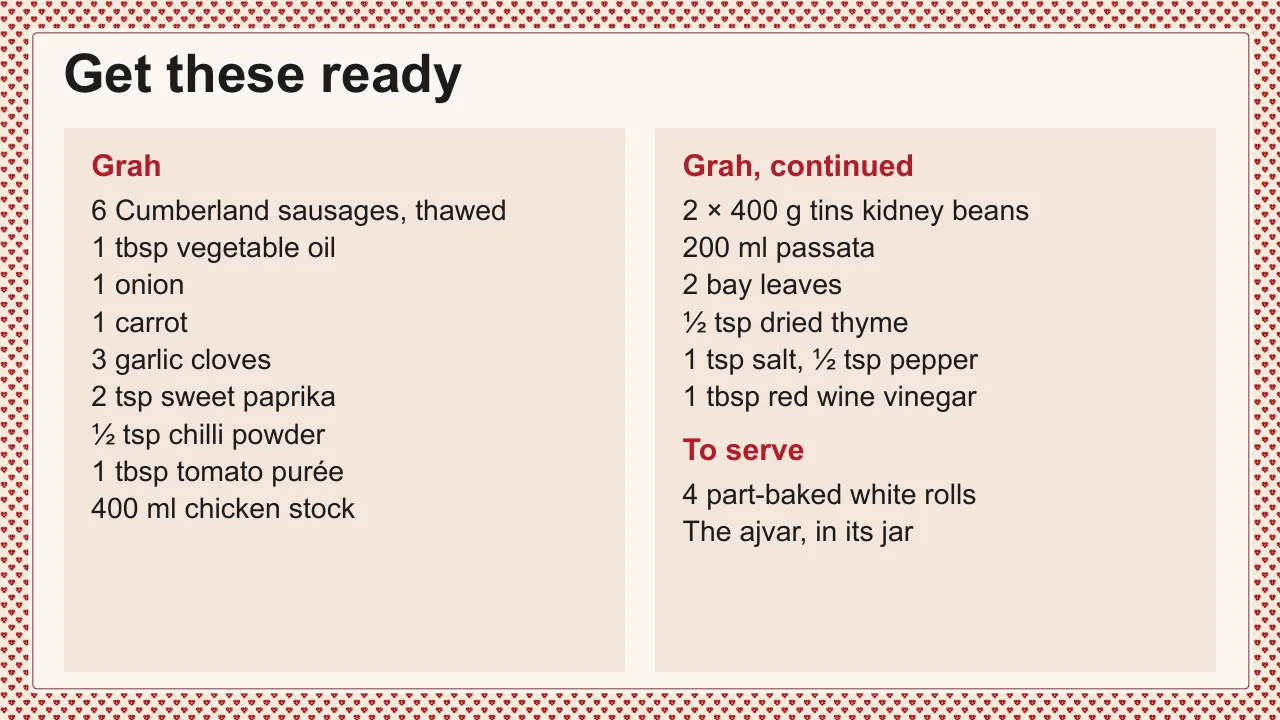 Get these ready
Grah
6 Cumberland sausages, thawed
1 tbsp vegetable oil
1 onion
1 carrot
3 garlic cloves
2 tsp sweet paprika
½ tsp chilli powder
1 tbsp tomato purée
400 ml chicken stock
Grah, continued
2 × 400 g tins kidney beans
200 ml passata
2 bay leaves
½ tsp dried thyme
1 tsp salt, ½ tsp pepper
1 tbsp red wine vinegar
To serve
4 part-baked white rolls
The ajvar, in its jar